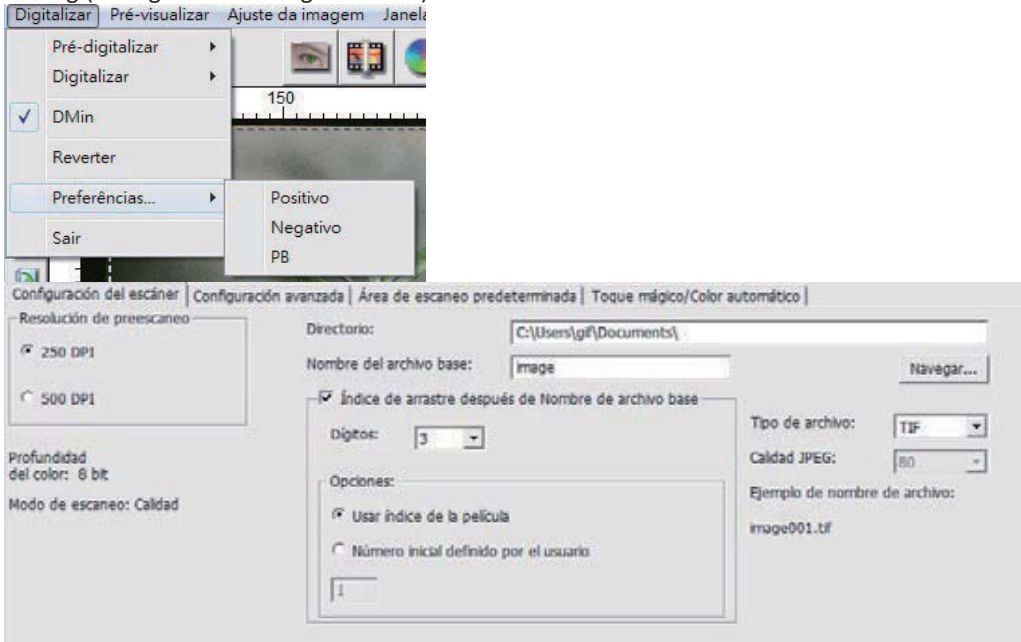 Digitalizar Pré-visualizar Ajuste da imagem Janela
Pré-digitalizar
Digitalizar
150
DMin
Reverter
Preferências...
Positivo
Negativo
Sair
PB
Configuración del escáner Configuración avanzada Área de escaneo predeterminada Toque mágico/Color automático
Resolución de preescaneo
250 DPI
500 DPI
Profundidad
del color: 8 bit
Modo de escaneo: Calidad
Directorio: C:\Users\gif\Documents\
Nombre del archivo base: image
Navegar...
Índice de arrastre después de Nombre de archivo base
Dígitos: 3
Opciones:
Usar índice de la película
Número inicial definido por el usuario
1
Tipo de archivo: TIF
Calidad JPEG: 80
Ejemplo de nombre de archivo:
image001.tif